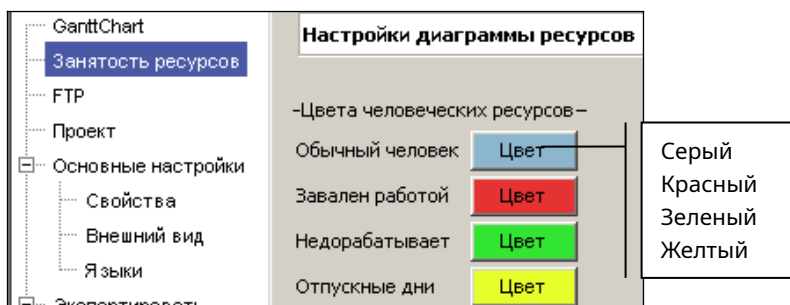 GanttChart
Занятость ресурсов
FTP
Проект
Основные настройки
Свойства
Внешний вид
Языки
Экспортировать
Настройки диаграммы ресурсов
-Цвета человеческих ресурсов-
Обычный человек Цвет
Завален работой Цвет
Недорабатывает Цвет
Отпускные дни Цвет
Серый
Красный
Зеленый
Желтый